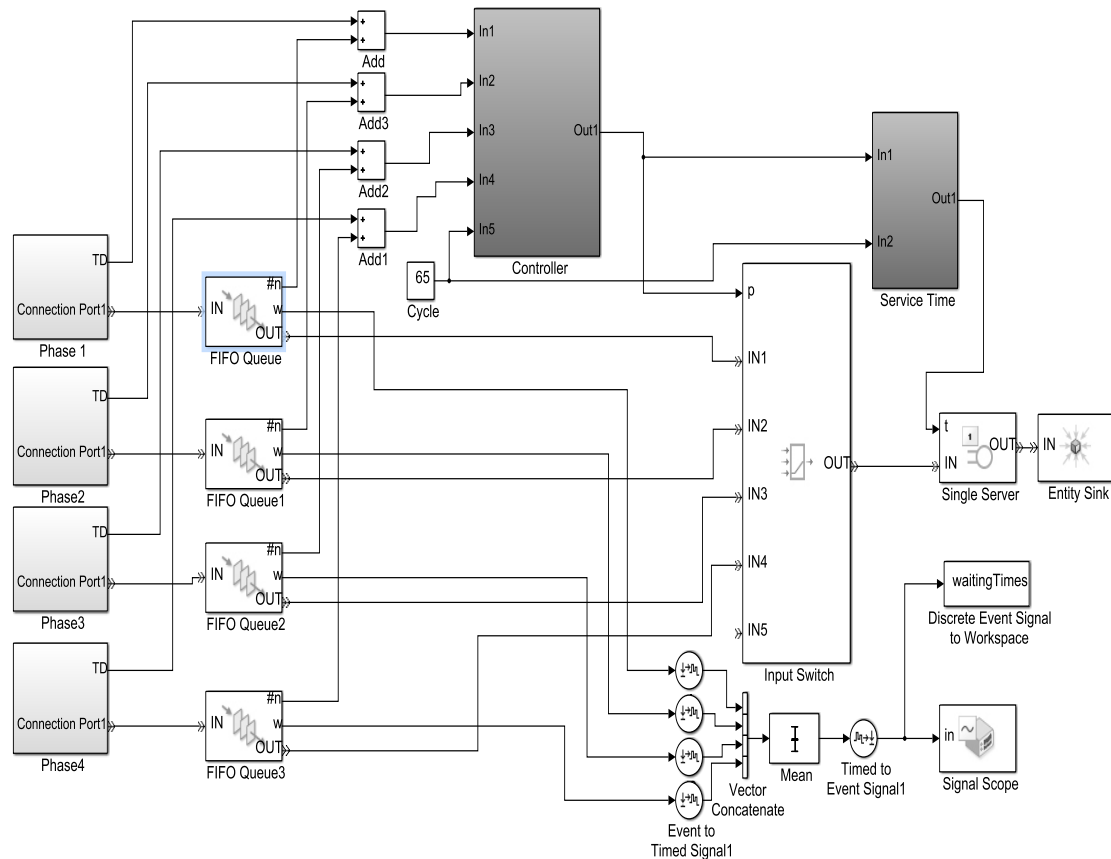 Add
Add3
Add2
Add1
In1
In2
In3
In4
In5
Out1
Controller
65
Cycle
In1
In2
Out1
Service Time
TD
Connection Port1
Phase 1
TD
Connection Port1
Phase2
TD
Connection Port1
Phase3
TD
Connection Port1
Phase4
#n
IN
w
OUT
FIFO Queue
#n
IN
w
OUT
FIFO Queue1
#n
IN
w
OUT
FIFO Queue2
#n
IN
w
OUT
FIFO Queue3
p
IN1
IN2
IN3
IN4
IN5
OUT
Input Switch
t
1
OUT
IN
Single Server
IN
Entity Sink
waitingTimes
Discrete Event Signal
to Workspace
Event to
Timed Signal1
Vector
Concatenate
Mean
Timed to
Event Signal1
in
Signal Scope